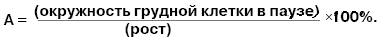 А = (окружность грудной клетки в паузе) / (рост) ×100%.